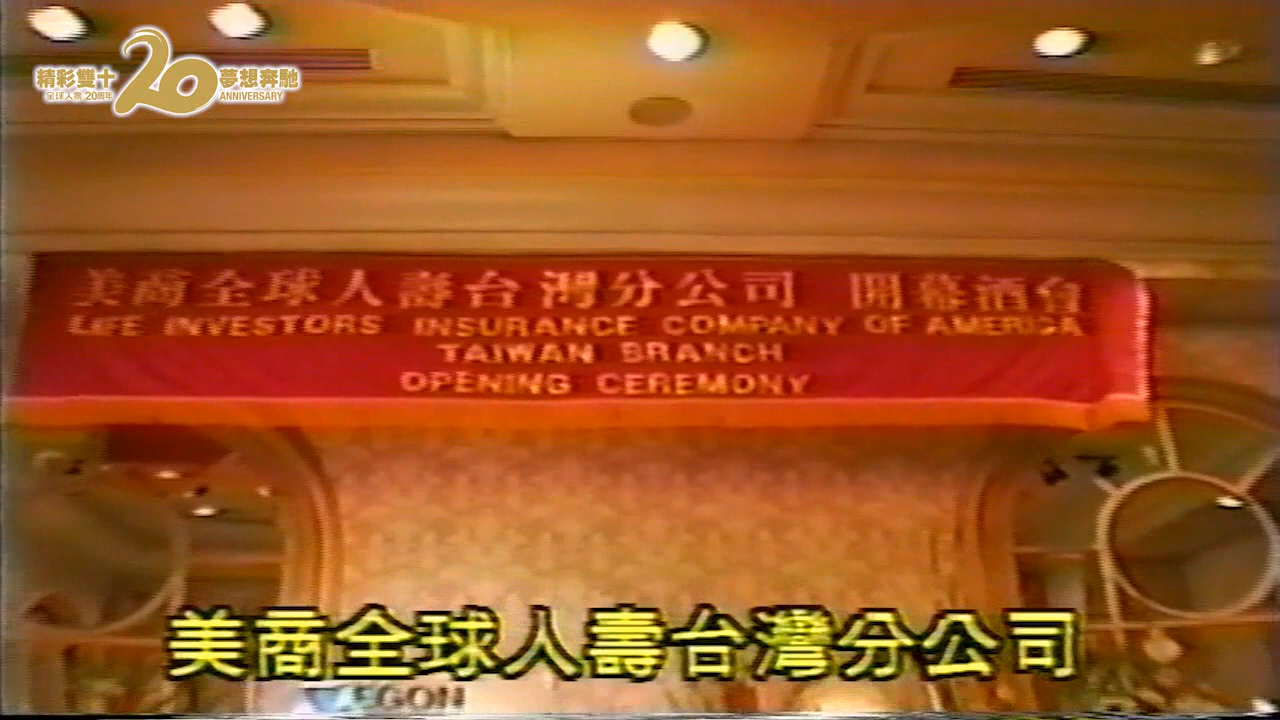 精彩雙十 20 夢想奔馳
全球人壽 20周年 ANNIVERSARY
美商全球人壽台灣分公司 開幕酒會
LIFE INVESTORS INSURANCE COMPANY OF AMERICA
TAIWAN BRANCH
OPENING CEREMONY
美商全球人壽台灣分公司
AEGON